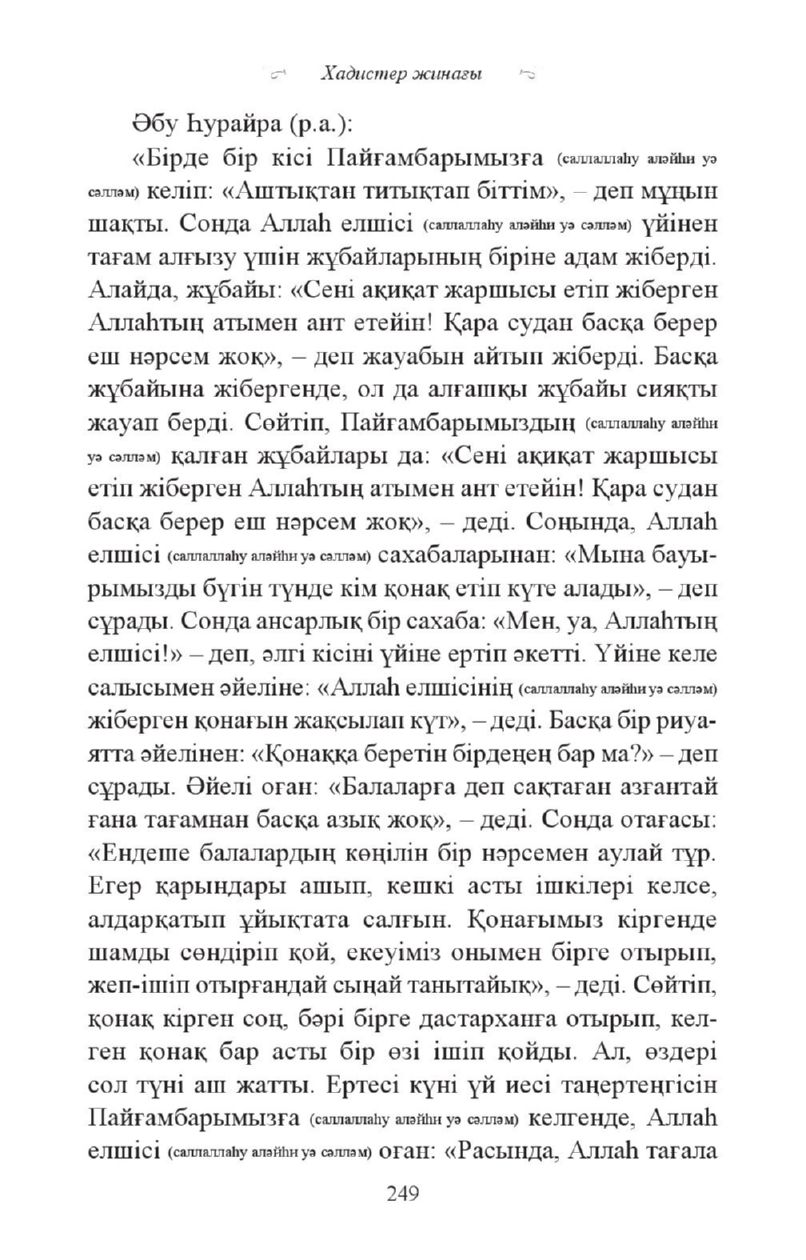 Хадистер жинағы
Әбу Һурайра (р.а.):
«Бірде бір кісі Пайғамбарымызға (саллаллаһу аләйһи уә
сәлләм) келіп: «Аштықтан титықтап біттім», – деп мұңын
шақты. Сонда Аллаһ елшісі (саллаллаһу аләйһи уә сәлләм) үйінен
тағам алғызу үшін жұбайларының біріне адам жіберді.
Алайда, жұбайы: «Сені ақиқат жаршысы етіп жіберген
Аллаһтың атымен ант етейін! Қара судан басқа берер
еш нәрсем жоқ», – деп жауабын айтып жіберді. Басқа
жұбайына жібергенде, ол да алғашқы жұбайы сияқты
жауап берді. Сөйтіп, Пайғамбарымыздың (саллаллаһу аләйһи
уә сәлләм) қалған жұбайлары да: «Сені ақиқат жаршысы
етіп жіберген Аллаһтың атымен ант етейін! Қара судан
басқа берер еш нәрсем жоқ», – деді. Соңында, Аллаһ
елшісі (саллаллаһу аләйһи уә сәлләм) сахабаларынан: «Мына бауы-
рымызды бүгін түнде кім қонақ етіп күте алады», – деп
сұрады. Сонда ансарлық бір сахаба: «Мен, уа, Аллаһтың
елшісі!» – деп, әлгі кісіні үйіне ертіп әкетті. Үйіне келе
салысымен әйеліне: «Аллаһ елшісінің (саллаллаһу аләйһи уә сәлләм)
жіберген қонағын жақсылап күт», – деді. Басқа бір риуа-
ятта әйелінен: «Қонаққа беретін бірдеңең бар ма?» – деп
сұрады. Әйелі оған: «Балаларға деп сақтаған азғантай
ғана тағамнан басқа азық жоқ», – деді. Сонда отағасы:
«Ендеше балалардың көңілін бір нәрсемен аулай тұр.
Егер қарындары ашып, кешкі асты ішкілері келсе,
алдарқатып ұйықтата салғын. Қонағымыз кіргенде
шамды сөндіріп қой, екеуіміз онымен бірге отырып,
жеп-ішіп отырғандай сыңай танытайық», – деді. Сөйтіп,
қонақ кірген соң, бәрі бірге дастарханға отырып, кел-
ген қонақ бар асты бір өзі ішіп қойды. Ал, өздері
сол түні аш жатты. Ертесі күні үй иесі таңертеңгісін
Пайғамбарымызға (саллаллаһу аләйһи уә сәлләм) келгенде, Аллаһ
елшісі (саллаллаһу аләйһи уә сәлләм) оған: «Расында, Аллаһ тағала
249